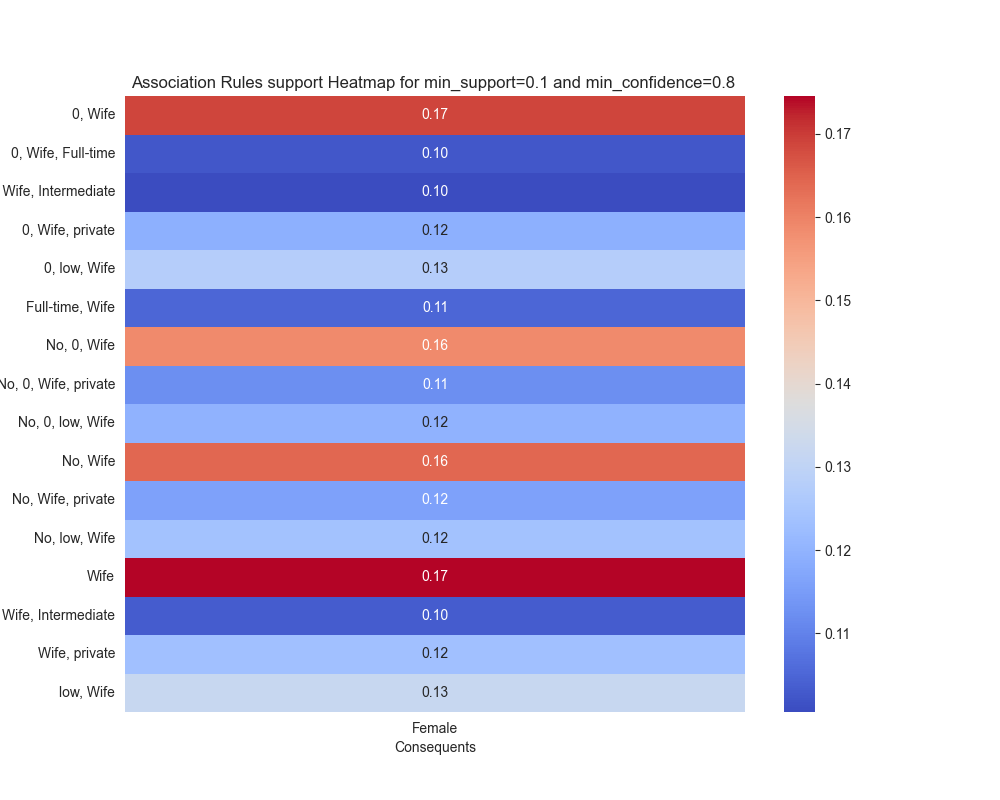 Association Rules support Heatmap for min_support=0.1 and min_confidence=0.8
0, Wife 0.17
0, Wife, Full-time 0.10
Wife, Intermediate 0.10
0, Wife, private 0.12
0, low, Wife 0.13
Full-time, Wife 0.11
No, 0, Wife 0.16
No, 0, Wife, private 0.11
No, 0, low, Wife 0.12
No, Wife 0.16
No, Wife, private 0.12
No, low, Wife 0.12
Wife 0.17
Wife, Intermediate 0.10
Wife, private 0.12
low, Wife 0.13
Female
Consequents
0.17
0.16
0.15
0.14
0.13
0.12
0.11